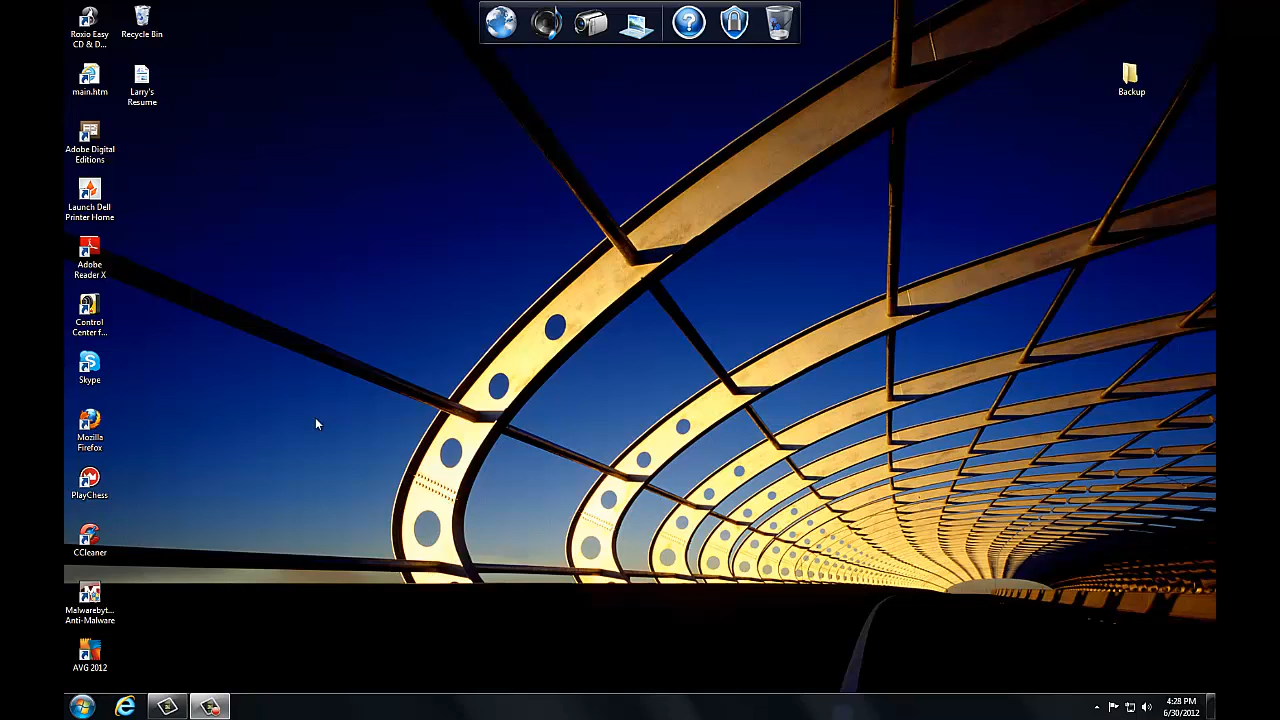 Roxio Easy
CD & D...
Recycle Bin
main.htm
Larry's
Resume
Adobe Digital
Editions
Launch Dell
Printer Home
Adobe
Reader X
Control
Center f...
Skype
Mozilla
Firefox
PlayChess
CCleaner
Malwarebyt...
Anti-Malware
AVG 2012
Backup
4:28 PM
6/30/2012